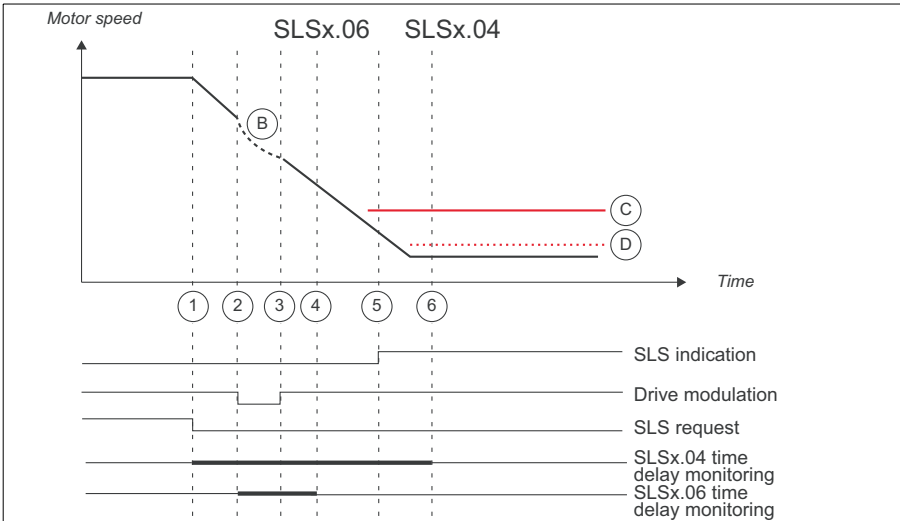 Motor speed
SLSx.06 SLSx.04
B
C
D
Time
1 2 3 4 5 6
SLS indication
Drive modulation
SLS request
SLSx.04 time
delay monitoring
SLSx.06 time
delay monitoring